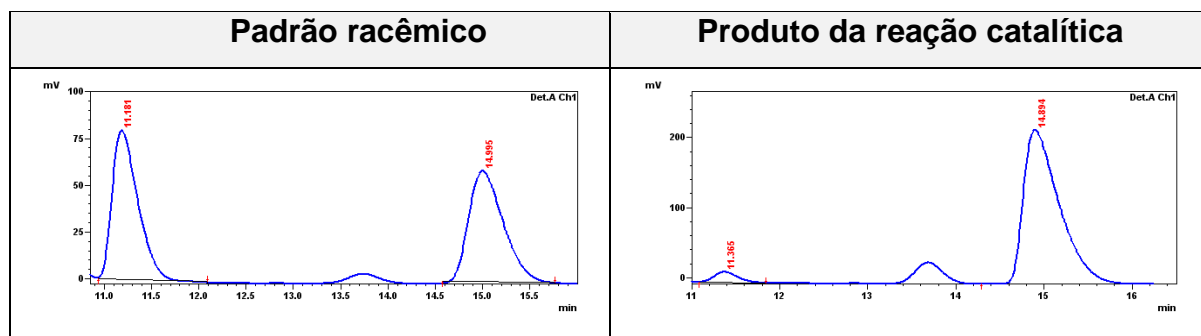 Padrão racêmico
Produto da reação catalítica
mV
100
Det.A Ch1
11.181
14.995
75
50
25
0
11.0 11.5 12.0 12.5 13.0 13.5 14.0 14.5 15.0 15.5
min
mV
Det.A Ch1
14.894
200
100
11.365
0
11 12 13 14 15 16
min